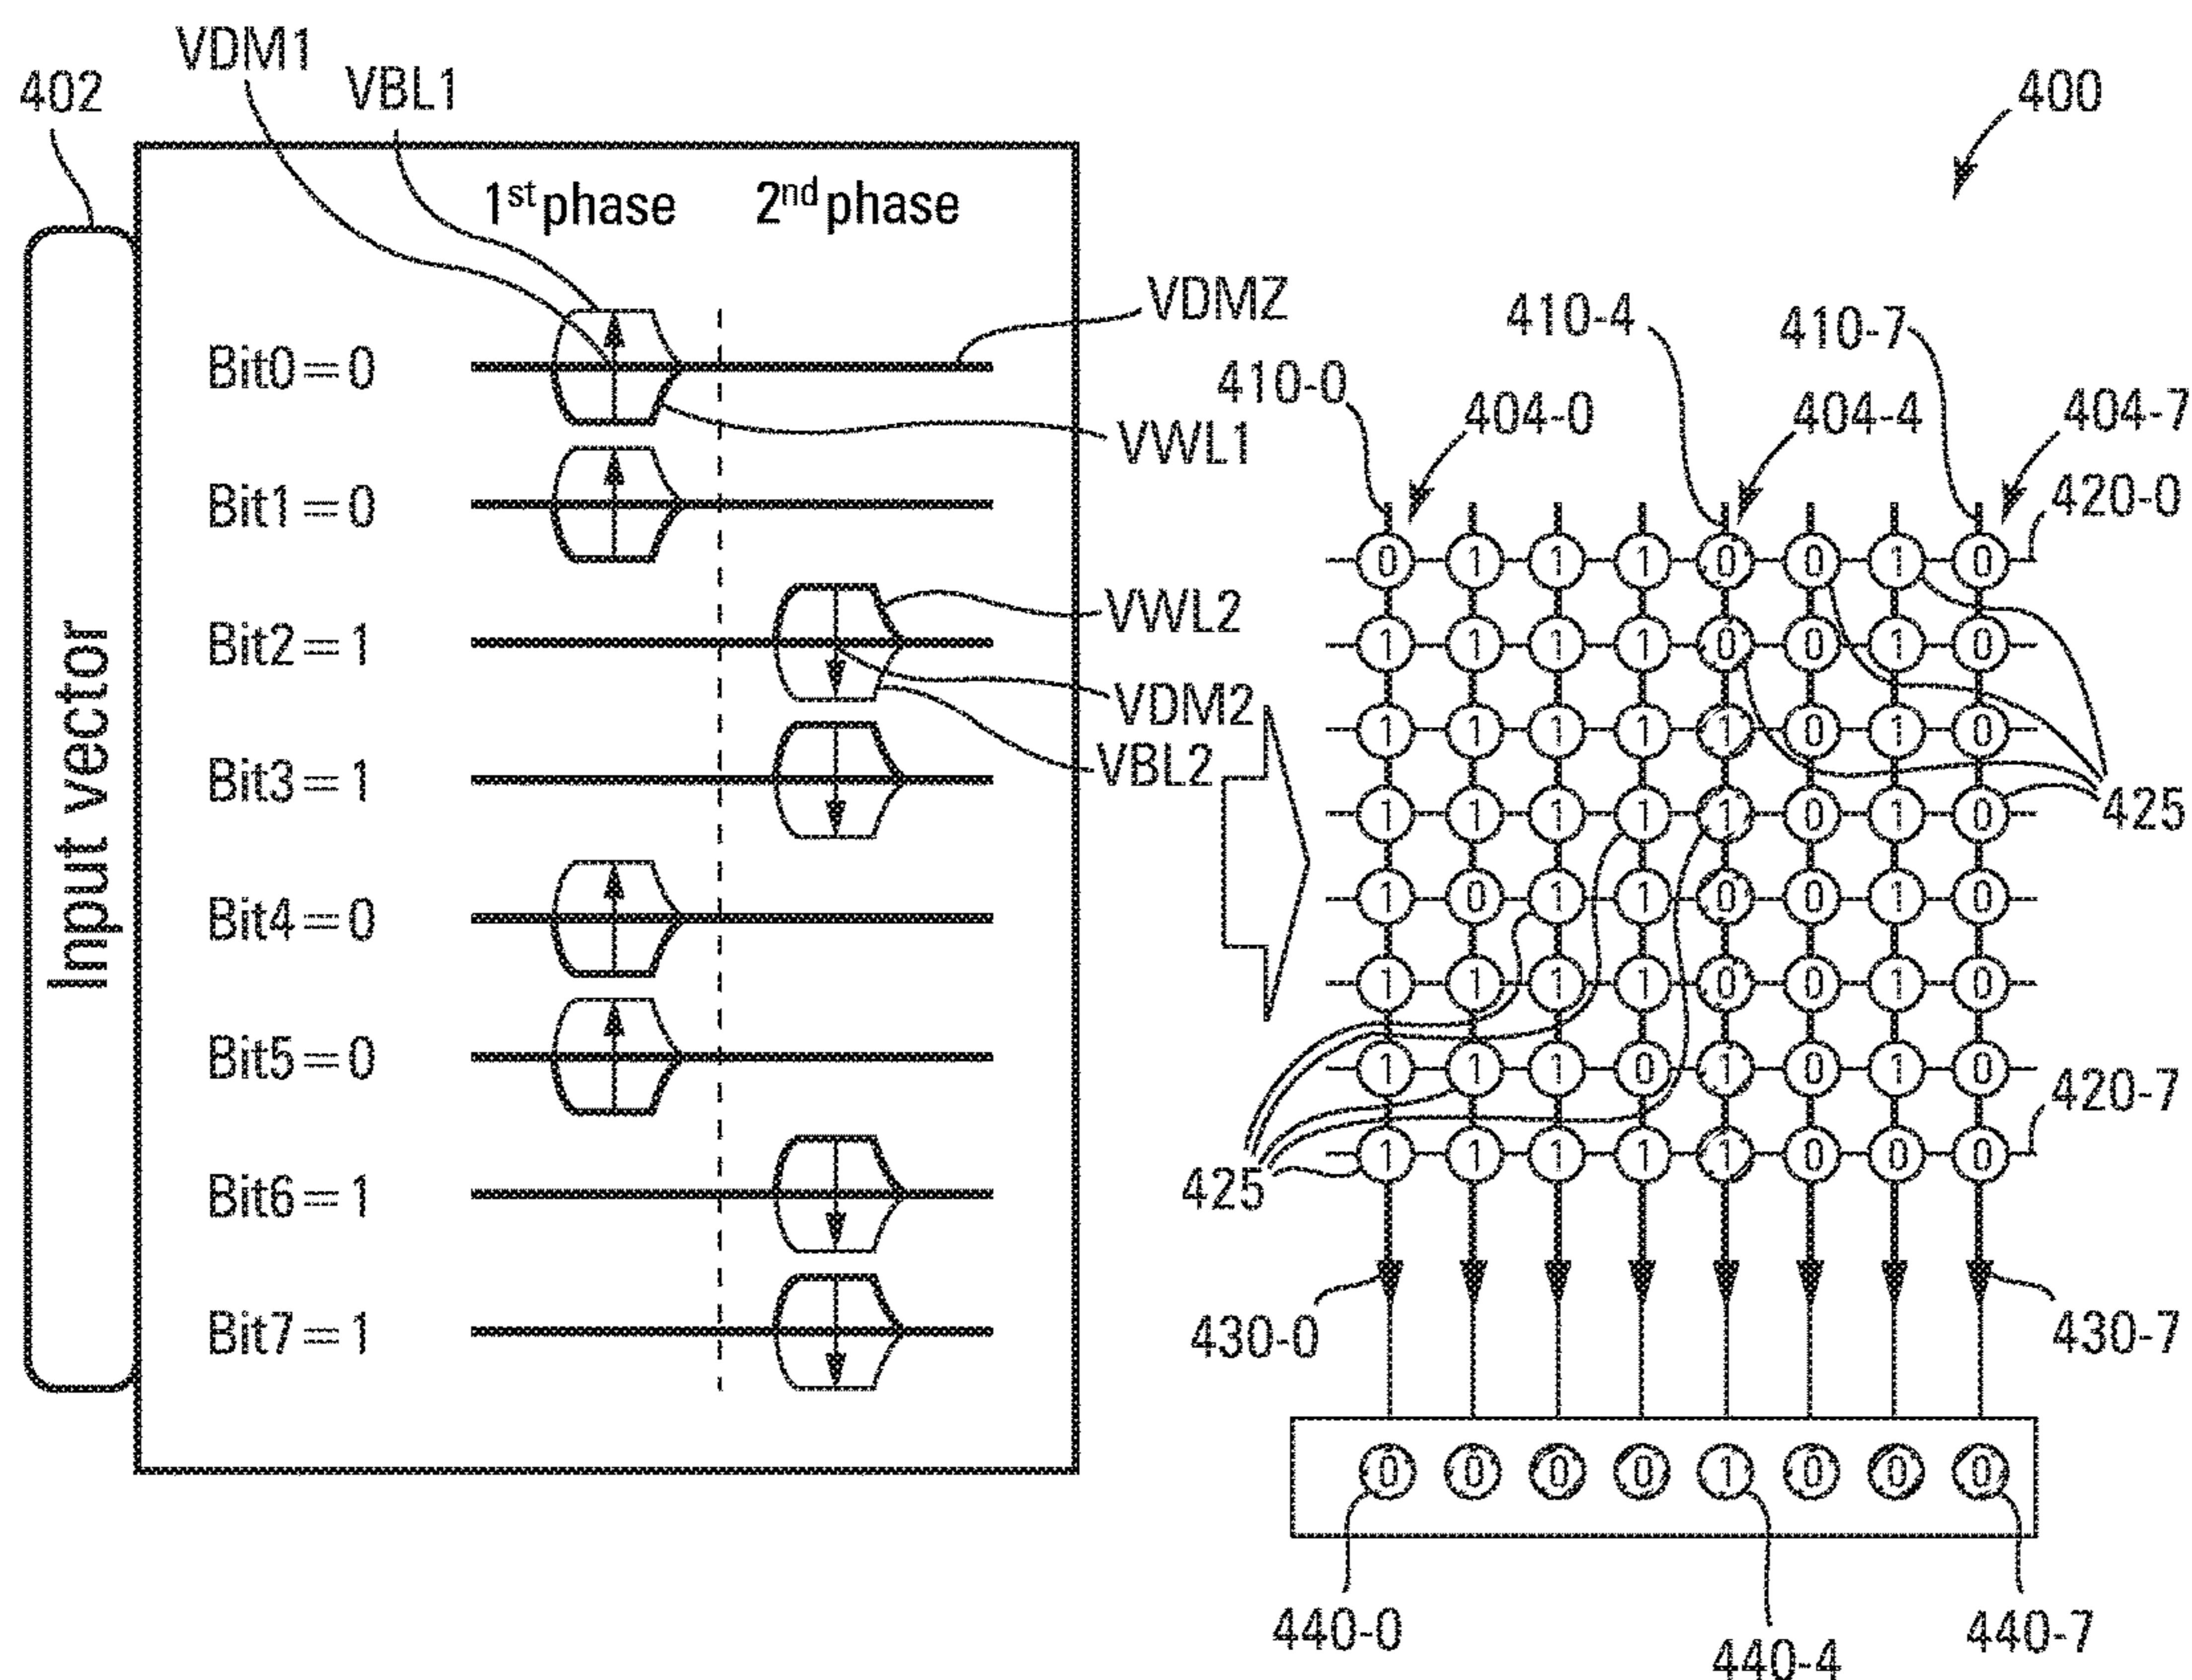 VDM1
402
VBL1
400
1st phase
2nd phase
VDMZ
410-4
410-7
410-0
404-0
404-4
404-7
Bit0=0
VWL1
420-0
Bit1=0
Input vector
VWL2
Bit2=1
VDM2
VBL2
Bit3=1
425
Bit4=0
Bit5=0
Bit6=1
Bit7=1
0 1 1 1 0 0 1 0
1 1 1 1 0 0 1 0
1 1 1 1 1 0 1 0
1 1 1 1 1 0 1 0
1 0 1 1 0 0 1 0
1 1 1 1 0 0 1 0
1 1 1 0 1 0 1 0
420-7
1 1 1 1 1 0 0 0
425
430-0
430-7
0 0 0 0 1 0 0 0
440-0
440-4
440-7